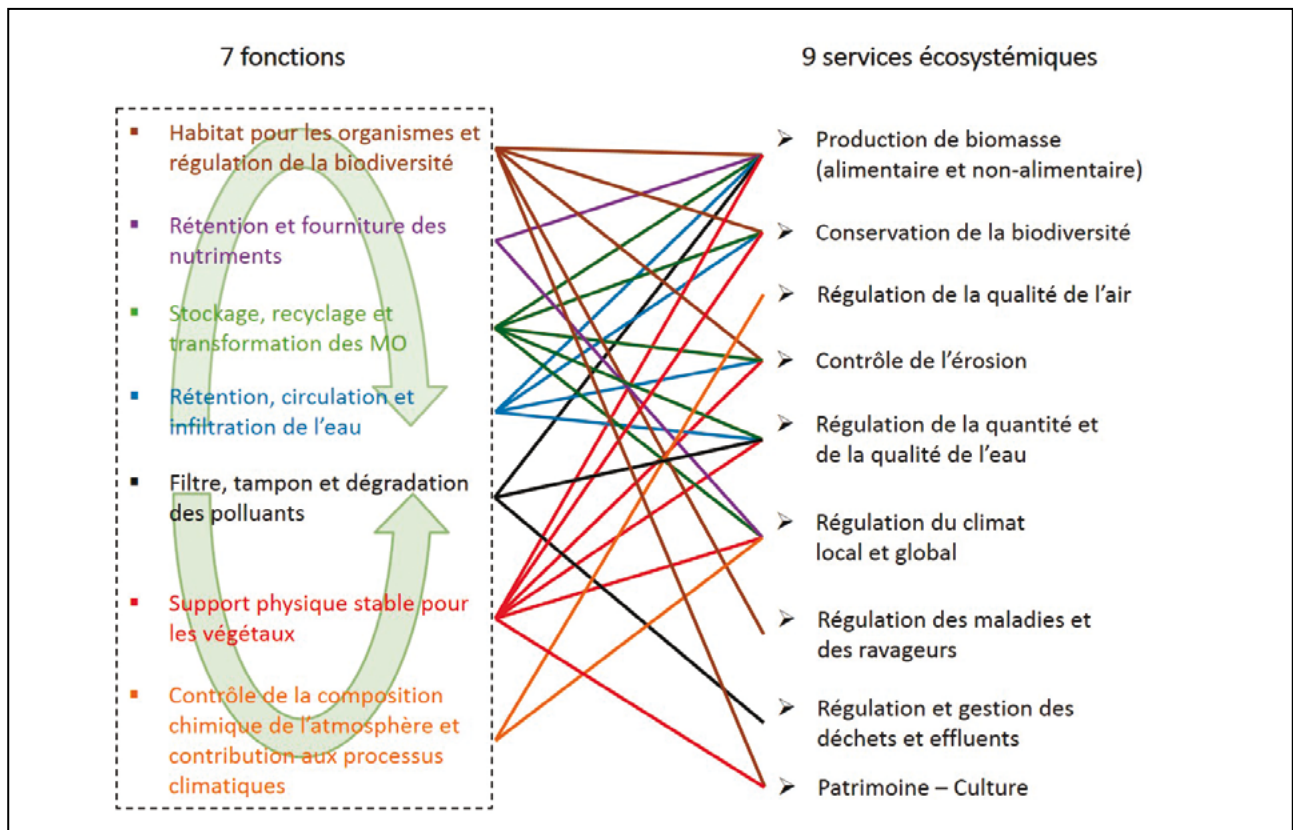 7 fonctions
9 services écosystémiques
Habitat pour les organismes et
régulation de la biodiversité
Rétention et fourniture des
nutriments
Stockage, recyclage et
transformation des MO
Rétention, circulation et
infiltration de l'eau
Filtre, tampon et dégradation
des polluants
Support physique stable pour
les végétaux
Contrôle de la composition
chimique de l'atmosphère et
contribution aux processus
climatiques
Production de biomasse
(alimentaire et non-alimentaire)
Conservation de la biodiversité
Régulation de la qualité de l'air
Contrôle de l'érosion
Régulation de la quantité et
de la qualité de l'eau
Régulation du climat
local et global
Régulation des maladies et
des ravageurs
Régulation et gestion des
déchets et effluents
Patrimoine – Culture